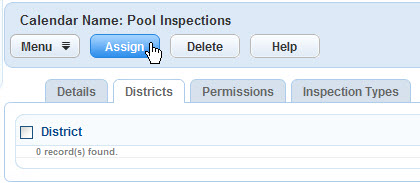 Calendar Name: Pool Inspections
Menu Assign Delete Help
Details Districts Permissions Inspection Types
District
0 record(s) found.